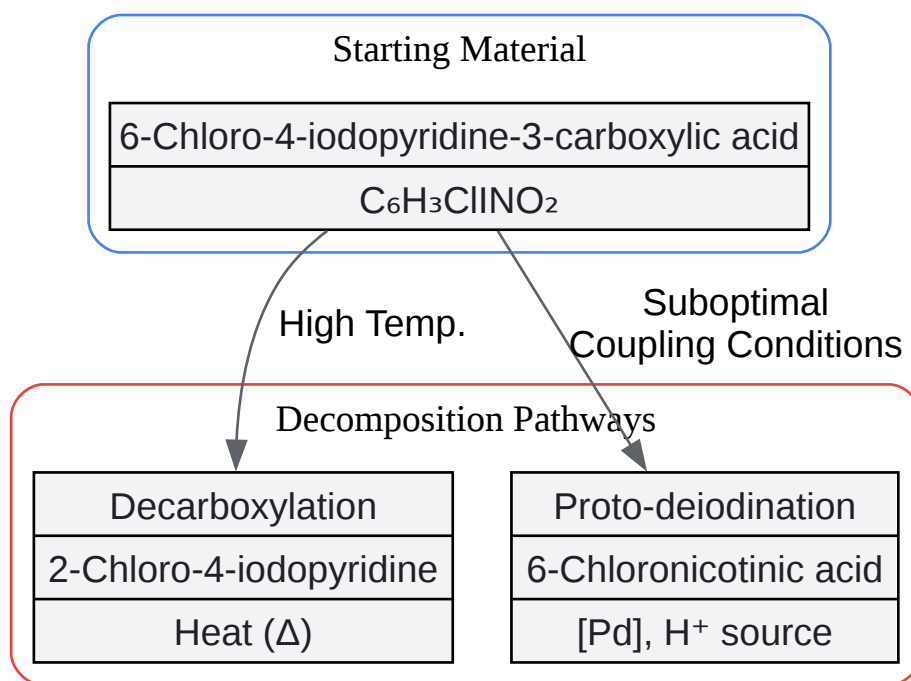 Starting Material
6-Chloro-4-iodopyridine-3-carboxylic acid
C₆H₃ClINO₂
High Temp.
Suboptimal
Coupling Conditions
Decomposition Pathways
Decarboxylation
2-Chloro-4-iodopyridine
Heat (Δ)
Proto-deiodination
6-Chloronicotinic acid
[Pd], H⁺ source